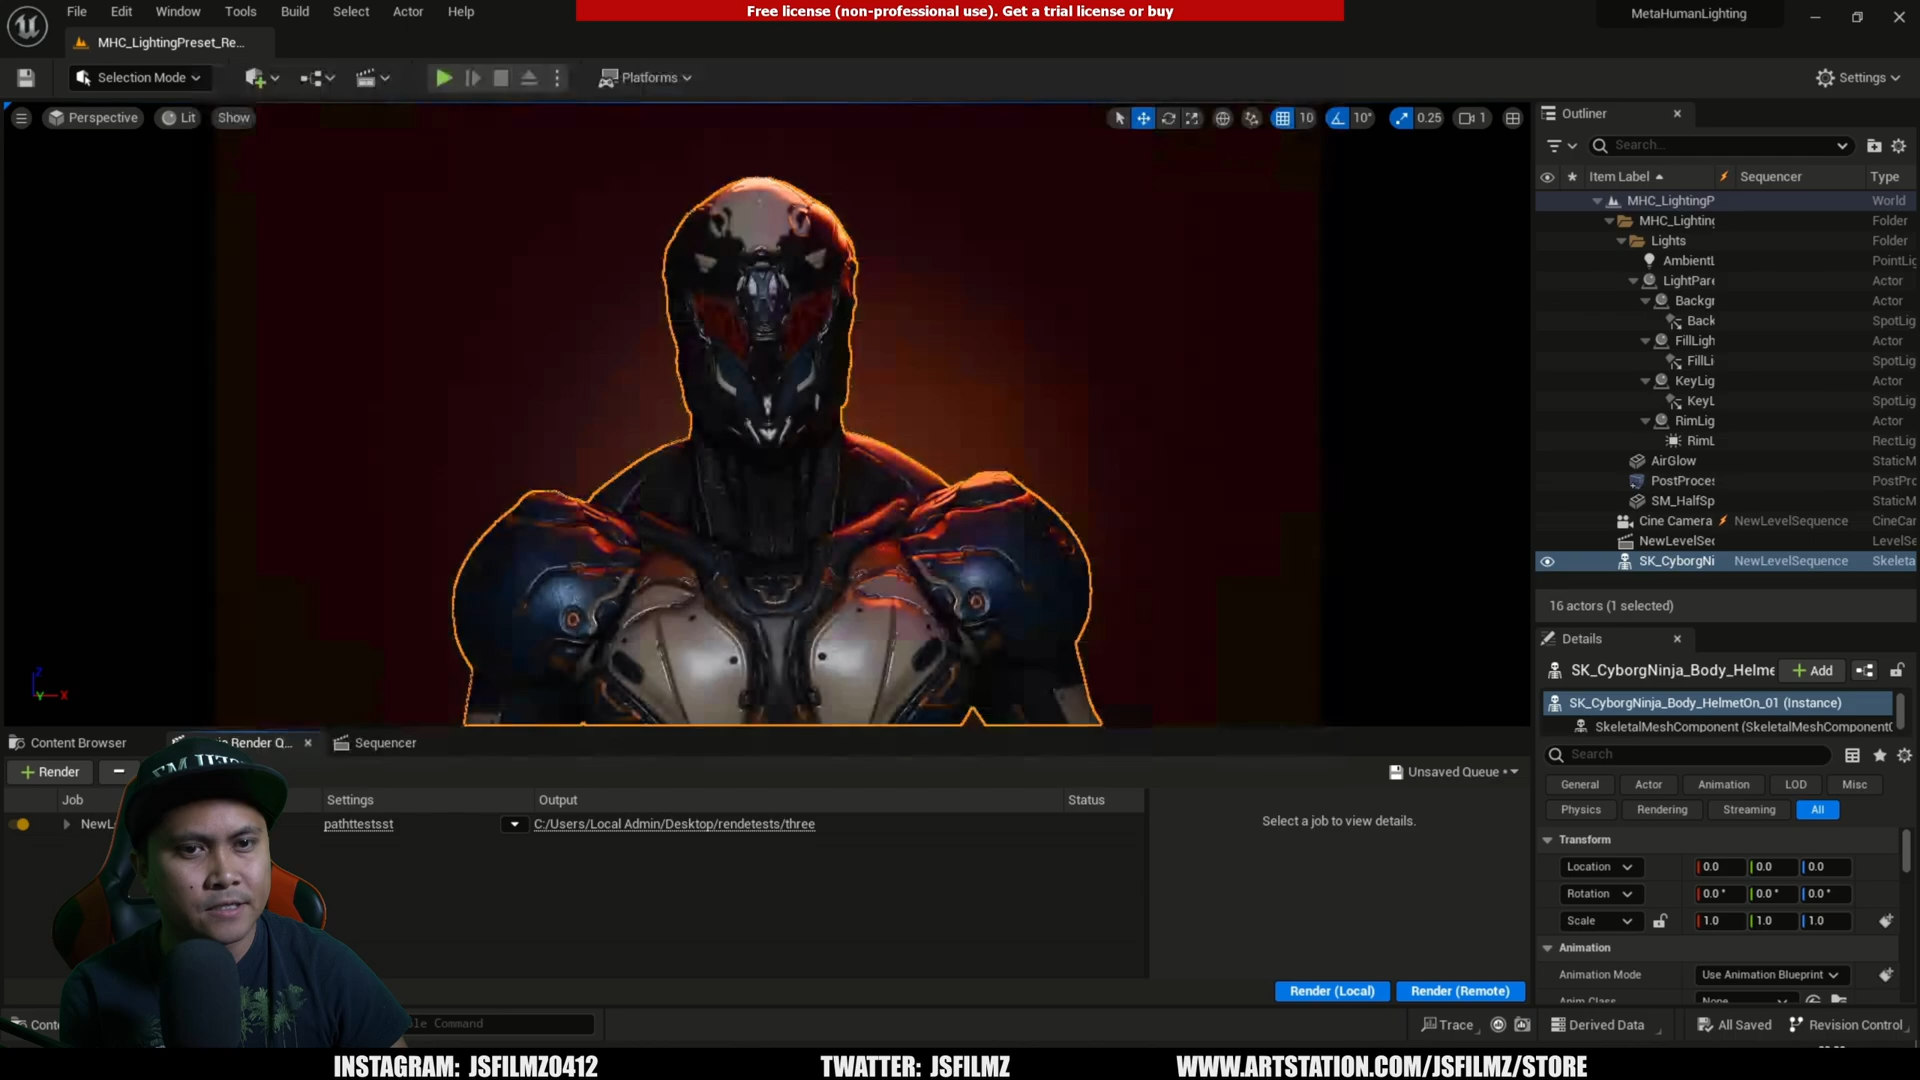 File Edit Window Tools Build Select Actor Help
Free license (non-professional use). Get a trial license or buy
MetaHumanLighting
MHC_LightingPreset_Re...
Selection Mode
Platforms
Settings
Perspective Lit Show
10 10° 0.25 1
Outliner
Search...
Item Label Sequencer Type
MHC_LightingP World
MHC_Lighting Folder
Lights Folder
AmbientL PointLig
LightPare Actor
Backgr Actor
Back SpotLig
FillLigh Actor
FillLi SpotLig
KeyLig Actor
KeyL SpotLig
RimLig Actor
RimL RectLig
AirGlow StaticM
PostProces PostPro
SM_HalfSp StaticM
Cine Camera NewLevelSequence CineCar
NewLevelSec LevelSe
SK_CyborgNi NewLevelSequence Skeleta
16 actors (1 selected)
Details
SK_CyborgNinja_Body_Helme Add
SK_CyborgNinja_Body_HelmetOn_01 (Instance)
SkeletalMeshComponent (SkeletalMeshComponent
Search
General Actor Animation LOD Misc
Physics Rendering Streaming All
Transform
Location 0.0 0.0 0.0
Rotation 0.0° 0.0° 0.0°
Scale 1.0 1.0 1.0
Animation
Animation Mode Use Animation Blueprint
Anim Class None
Z
Y X
Content Browser Render Q... Sequencer
Render
Unsaved Queue •
Job Settings Output Status
NewL pathttestsst C:/Users/Local Admin/Desktop/rendetests/three
Select a job to view details.
Render (Local) Render (Remote)
Conte Command
Trace Derived Data All Saved Revision Control
INSTAGRAM: JSFILMZ0412 TWATTER: JSFILMZ WWW.ARTSTATION.COM/JSFILMZ/STORE